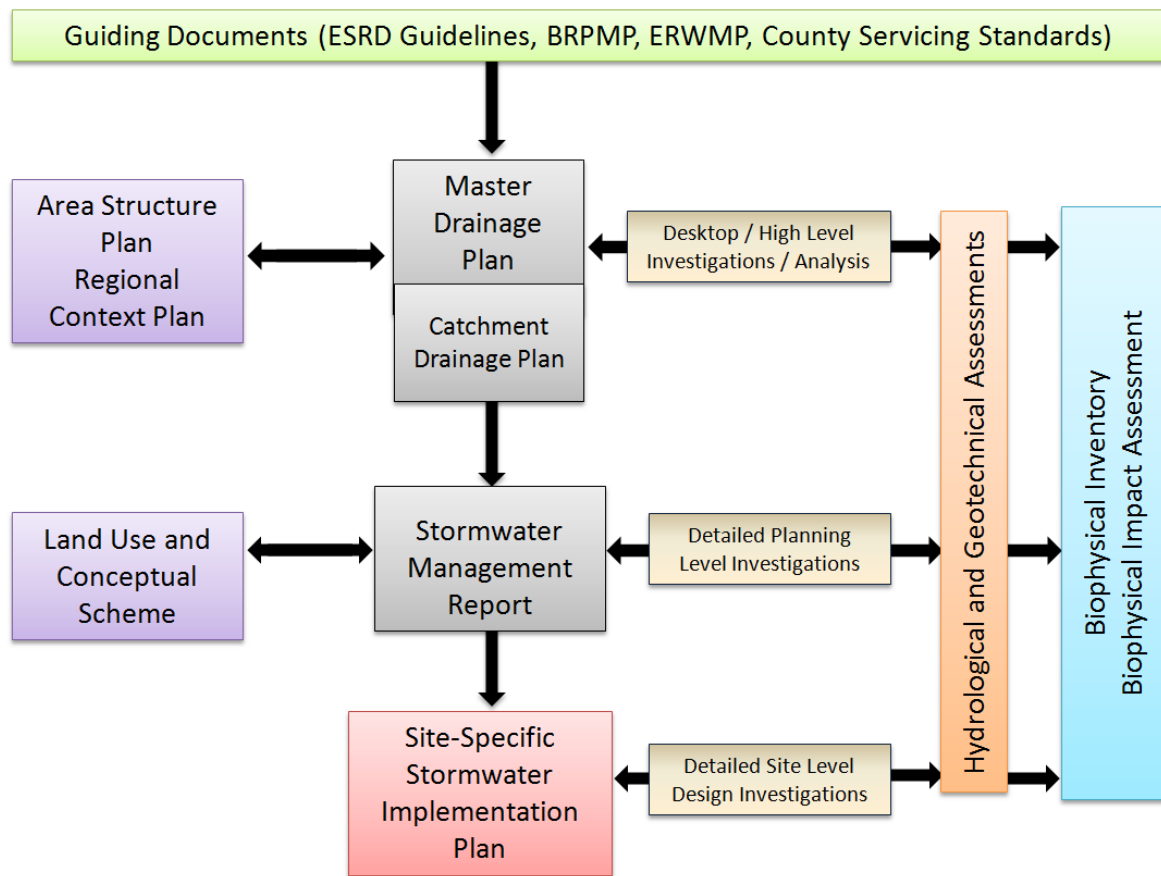 Guiding Documents (ESRD Guidelines, BRPMP, ERWMP, County Servicing Standards)
Area Structure
Plan
Regional
Context Plan
Master
Drainage
Plan
Catchment
Drainage Plan
Desktop / High Level
Investigations / Analysis
Land Use and
Conceptual
Scheme
Stormwater
Management
Report
Detailed Planning
Level Investigations
Site-Specific
Stormwater
Implementation
Plan
Detailed Site Level
Design Investigations
Hydrological and Geotechnical Assessments
Biophysical Inventory
Biophysical Impact Assessment